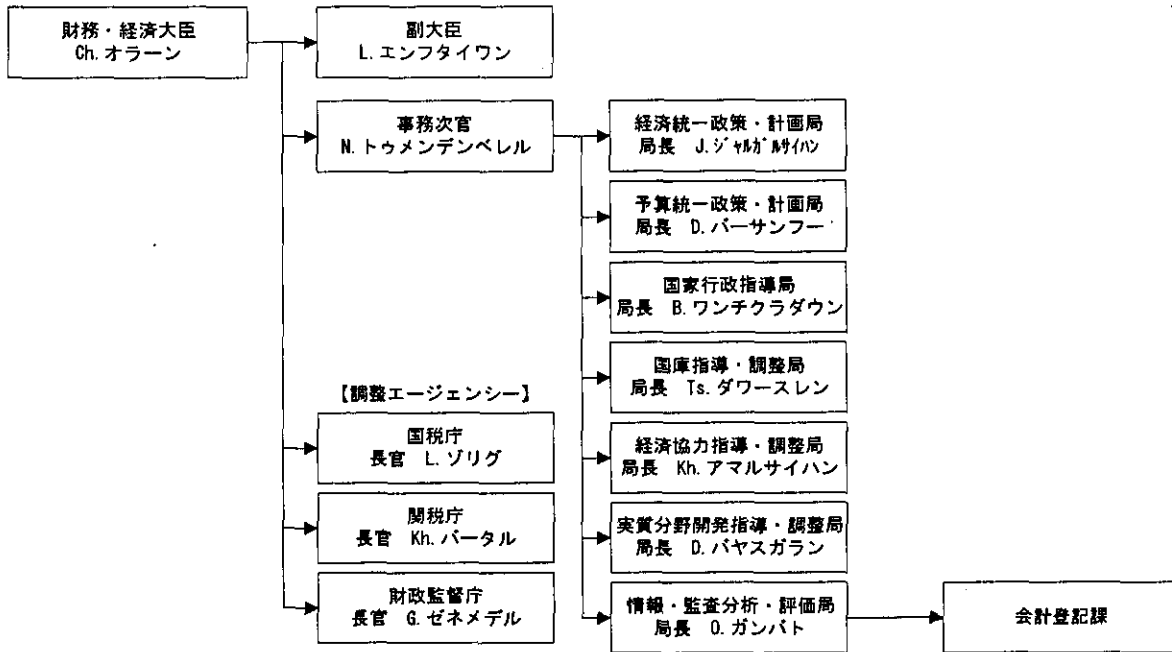 財務・経済大臣
Ch. オラーン
副大臣
L. エンフタイワン
事務次官
N. トゥメンデンベレル
経済統一政策・計画局
局長　J. ジャルガルサイハン
予算統一政策・計画局
局長　D. バーサンフー
国家行政指導局
局長　B. ワンチクラダウン
国庫指導・調整局
局長　Ts. ダワースレン
経済協力指導・調整局
局長　Kh. アマルサイハン
実質分野開発指導・調整局
局長　D. バヤスガラン
情報・監査分析・評価局
局長　O. ガンバト
会計登記課
【調整エージェンシー】
国税庁
長官　L. ゾリグ
関税庁
長官　Kh. バータル
財政監督庁
長官　G. ゼネメデル